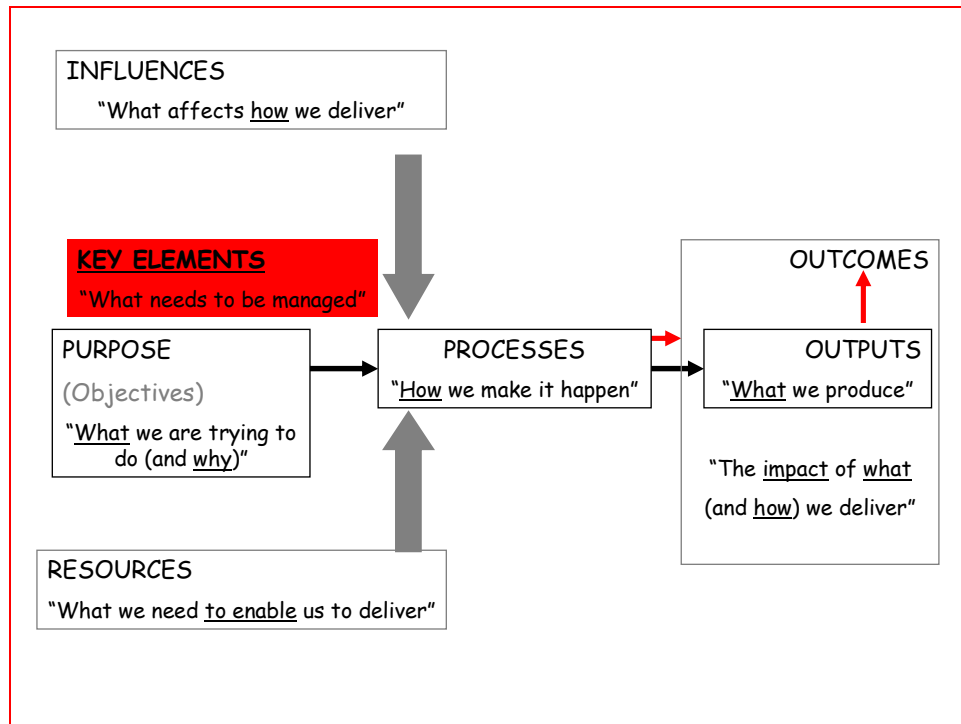 INFLUENCES
“What affects how we deliver”
KEY ELEMENTS
“What needs to be managed”
PURPOSE
(Objectives)
“What we are trying to
do (and why)”
PROCESSES
“How we make it happen”
OUTCOMES
OUTPUTS
“What we produce”
“The impact of what
(and how) we deliver”
RESOURCES
“What we need to enable us to deliver”